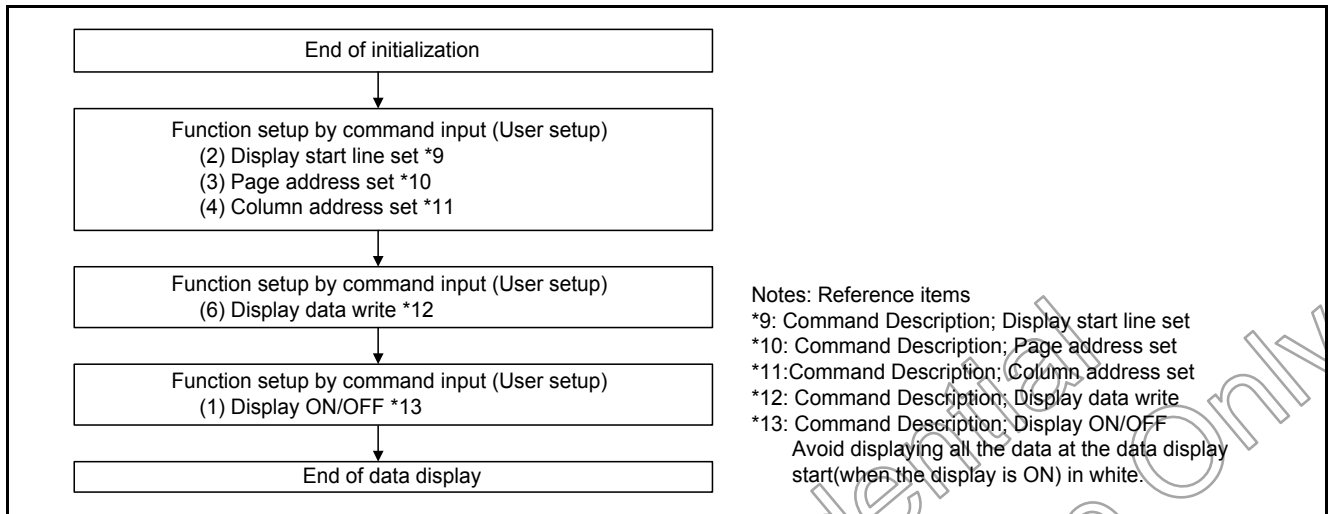 End of initialization
Function setup by command input (User setup)
(2) Display start line set *9
(3) Page address set *10
(4) Column address set *11
Function setup by command input (User setup)
(6) Display data write *12
Function setup by command input (User setup)
(1) Display ON/OFF *13
End of data display
Notes: Reference items
*9: Command Description; Display start line set
*10: Command Description; Page address set
*11:Command Description; Column address set
*12: Command Description; Display data write
*13: Command Description; Display ON/OFF
Avoid displaying all the data at the data display
start(when the display is ON) in white.
Only